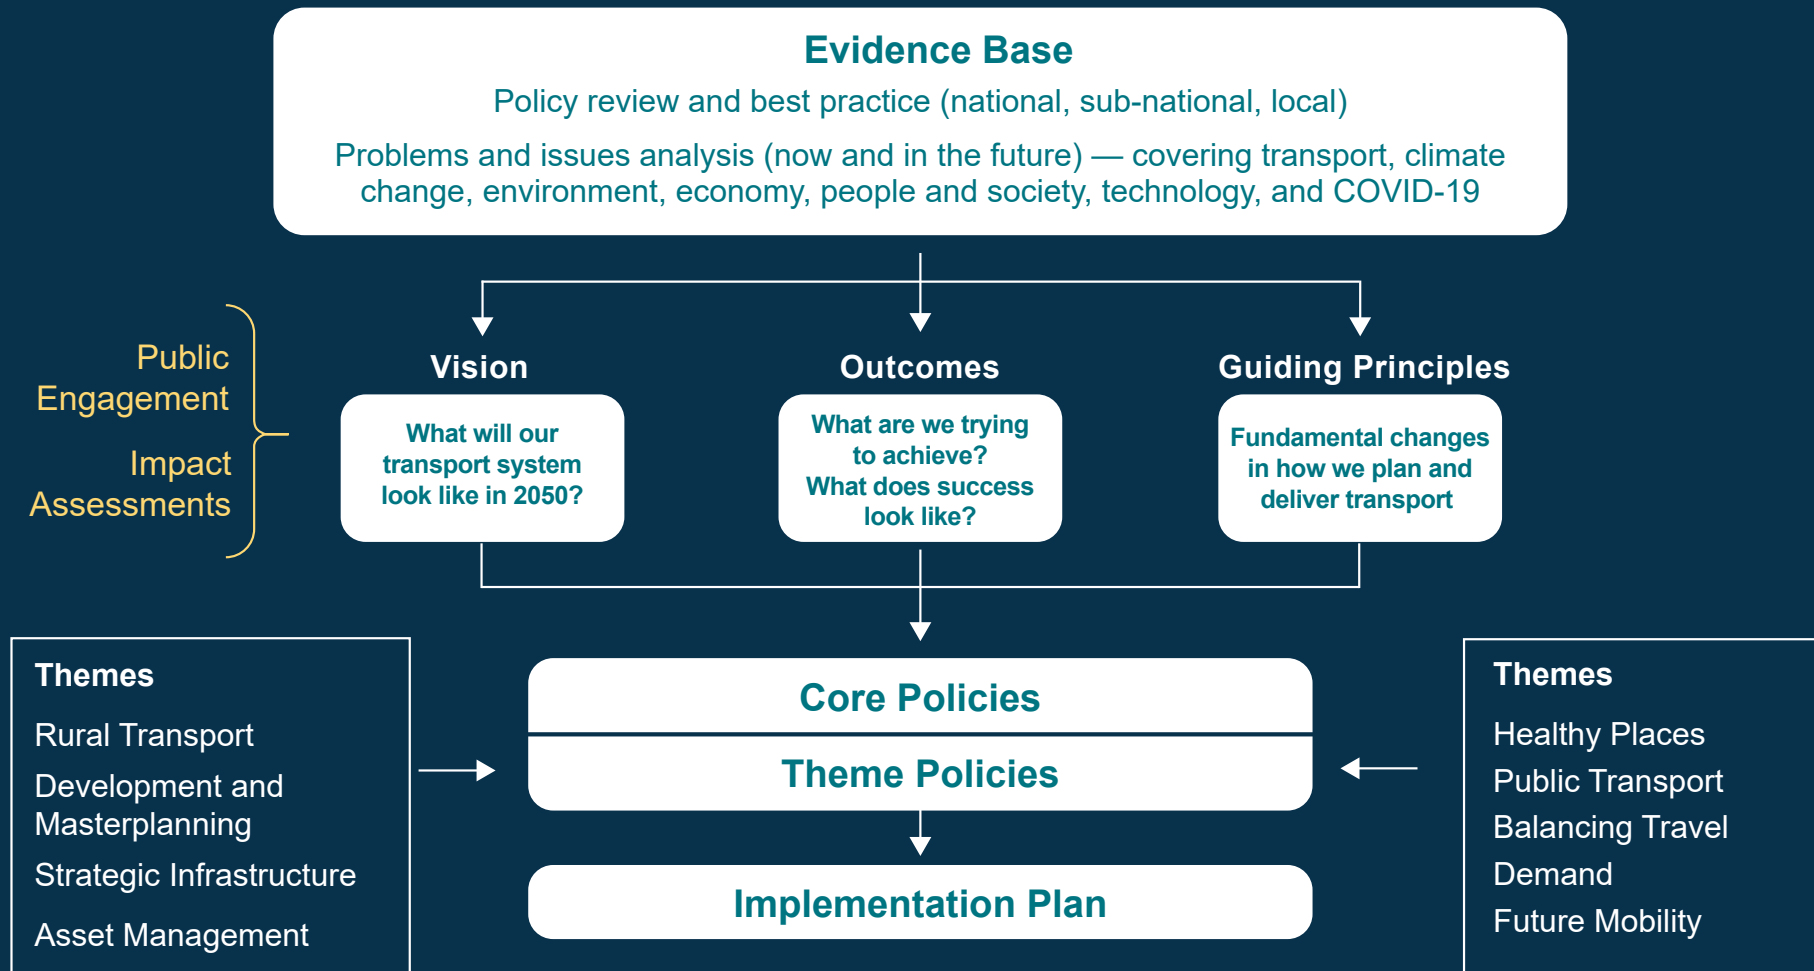 Evidence Base
Policy review and best practice (national, sub-national, local)
Problems and issues analysis (now and in the future) — covering transport, climate
change, environment, economy, people and society, technology, and COVID-19
Public
Engagement
Impact
Assessments
Vision
What will our
transport system
look like in 2050?
Outcomes
What are we trying
to achieve?
What does success
look like?
Guiding Principles
Fundamental changes
in how we plan and
deliver transport
Themes
Rural Transport
Development and
Masterplanning
Strategic Infrastructure
Asset Management
Core Policies
Theme Policies
Implementation Plan
Themes
Healthy Places
Public Transport
Balancing Travel
Demand
Future Mobility